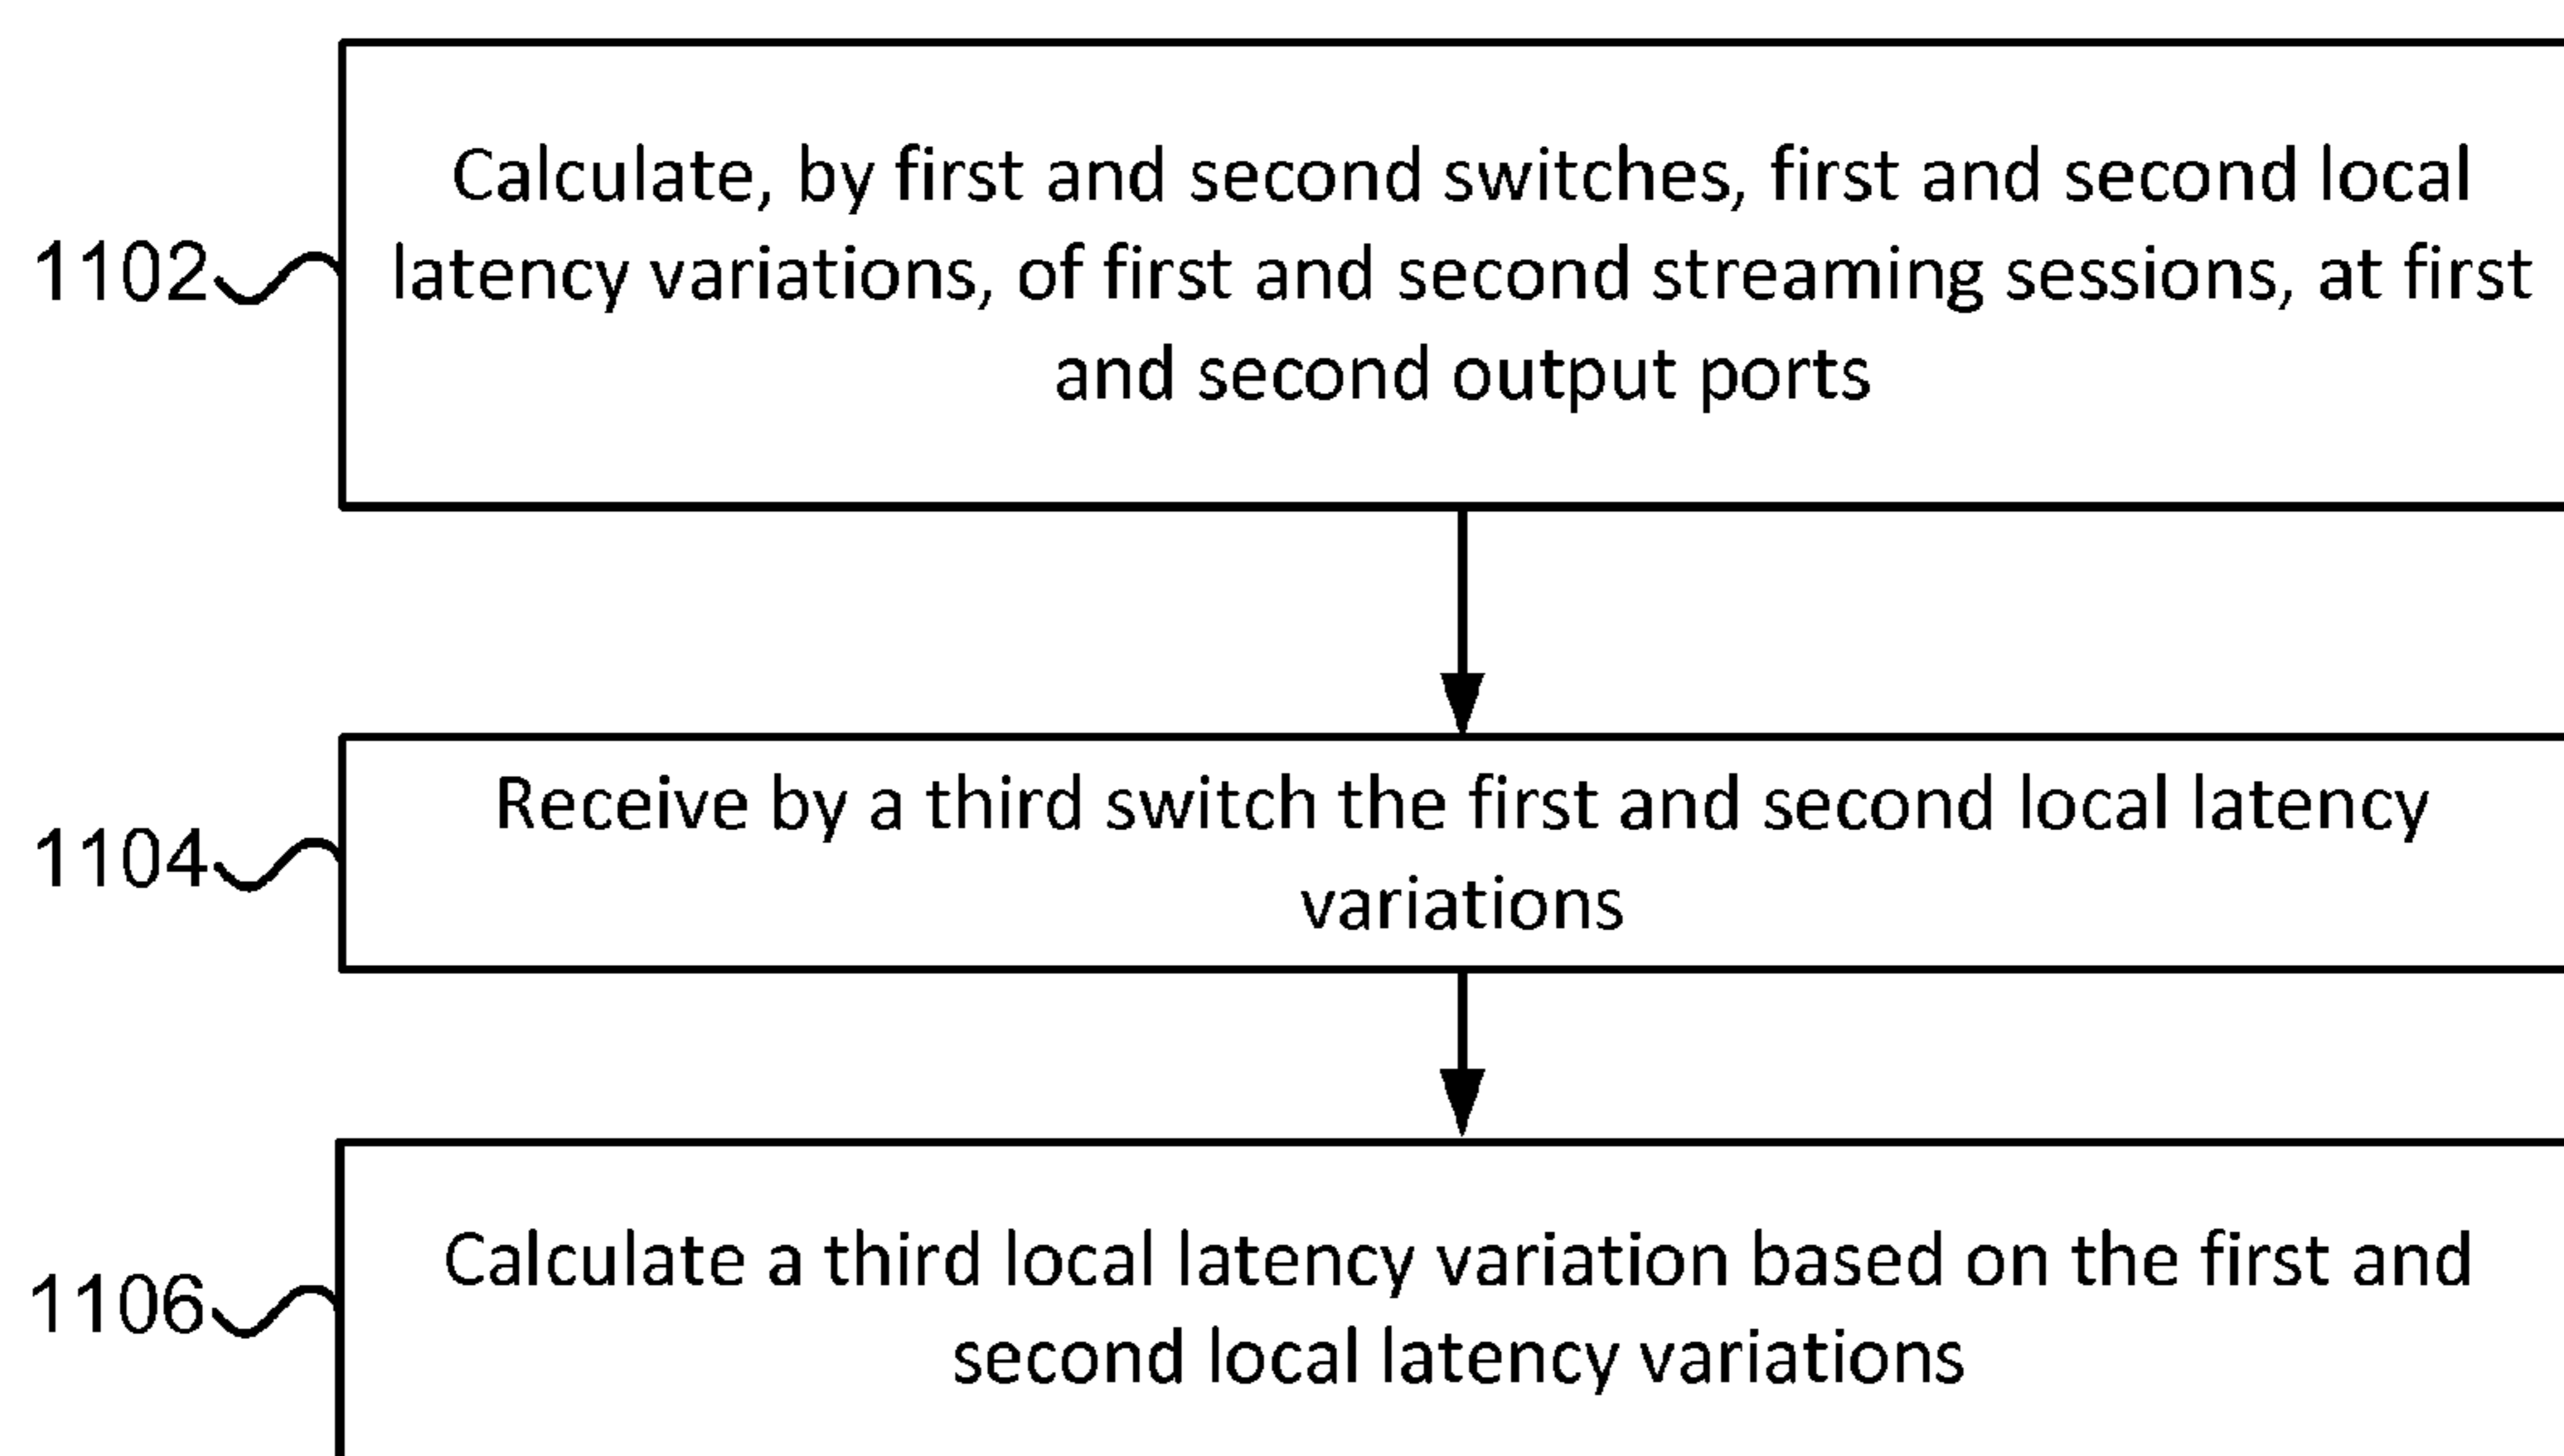 Calculate, by first and second switches, first and second local
1102 latency variations, of first and second streaming sessions, at first
and second output ports
Receive by a third switch the first and second local latency
1104
variations
Calculate a third local latency variation based on the first and
1106
second local latency variations